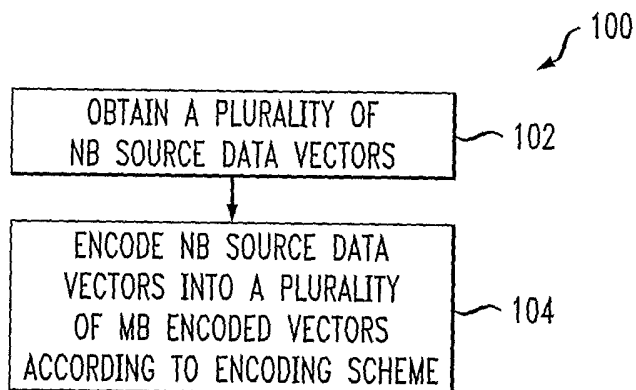 100
OBTAIN A PLURALITY OF
NB SOURCE DATA VECTORS
102
ENCODE NB SOURCE DATA
VECTORS INTO A PLURALITY
OF MB ENCODED VECTORS
ACCORDING TO ENCODING SCHEME
104